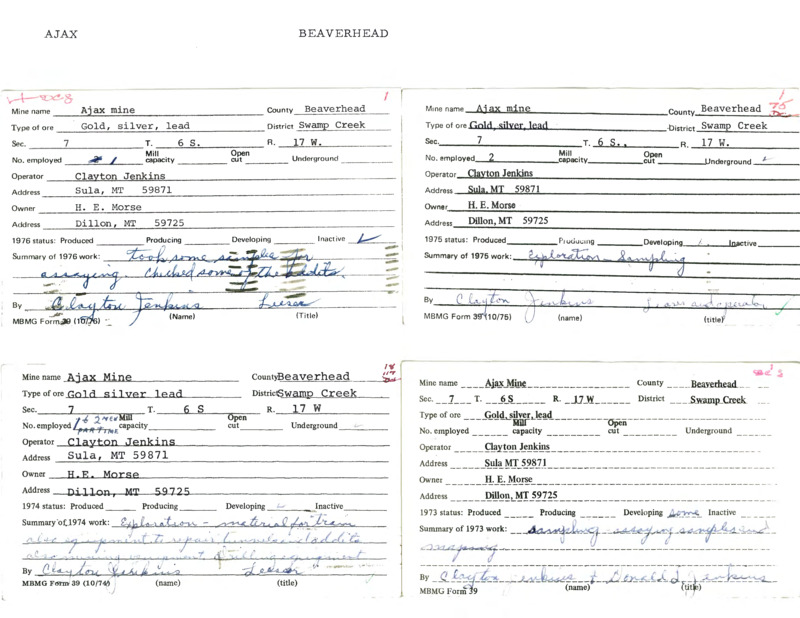 AJAX BEAVERHEAD
Mine name Ajax mine County Beaverhead
Type of ore Gold, silver, lead District Swamp Creek
Sec. 7 T. 6 S. R. 17 W.
No. employed 1 Mill capacity Open cut Underground
Operator Clayton Jenkins
Address Sula, MT 59871
Owner H. E. Morse
Address Dillon, MT 59725
1976 status: Produced Producing Developing Inactive ✓
Summary of 1976 work: took some samples for
assaying. Checked some of the addits.
By Clayton Jenkins Leesor
MBMG Form 39 (10/76) (Name) (Title)
1
75
Mine name Ajax mine County Beaverhead
Type of ore Gold, silver, lead District Swamp Creek
Sec. 7 T. 6 S., R. 17 W.
No. employed 2 Mill capacity Open cut Underground ✓
Operator Clayton Jenkins
Address Sula, MT 59871
Owner H. E. Morse
Address Dillon, MT 59725
1975 status: Produced Producing Developing Inactive
Summary of 1975 work: Exploration - Sampling
By Clayton Jenkins Leasor and operator
MBMG Form 39 (10/75) (name) (title)
Mine name Ajax Mine County Beaverhead
Type of ore Gold silver lead District Swamp Creek
Sec. 7 T. 6 S R. 17 W
No. employed 1 & 2 men PART TIME Mill capacity Open cut Underground
Operator Clayton Jenkins
Address Sula, MT 59871
Owner H.E. Morse
Address Dillon, MT 59725
1974 status: Produced Producing Developing Inactive
Summary of 1974 work: Exploration - material for tram
also equipment to repair tunneles & addits
also mining equipment & drilling equipment
By Clayton Jenkins Leesor
MBMG Form 39 (10/74) (name) (title)
Mine name Ajax Mine County Beaverhead
Sec. 7 T. 6 S R. 17 W District Swamp Creek
Type of ore Gold, silver, lead
No. employed Mill capacity Open cut Underground
Operator Clayton Jenkins
Address Sula MT 59871
Owner H. E. Morse
Address Dillon, MT 59725
1973 status: Produced Producing Developing some Inactive
Summary of 1973 work: sampling assaying samples and
maping
By Clayton Jenkins & Donald J Jenkins
MBMG Form 39 (name) (title)